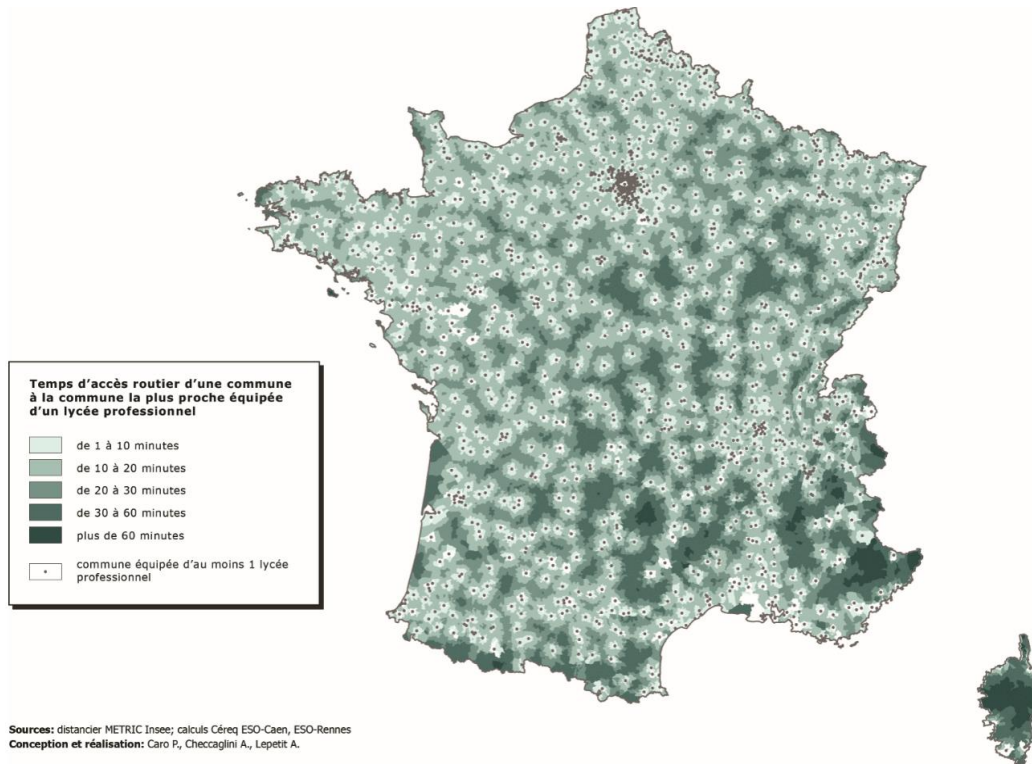 Temps d’accès routier d’une commune
à la commune la plus proche équipée
d’un lycée professionnel
de 1 à 10 minutes
de 10 à 20 minutes
de 20 à 30 minutes
de 30 à 60 minutes
plus de 60 minutes
commune équipée d’au moins 1 lycée
professionnel
Sources: distancier METRIC Insee; calculs Céreq ESO-Caen, ESO-Rennes
Conception et réalisation: Caro P., Checcaglini A., Lepetit A.